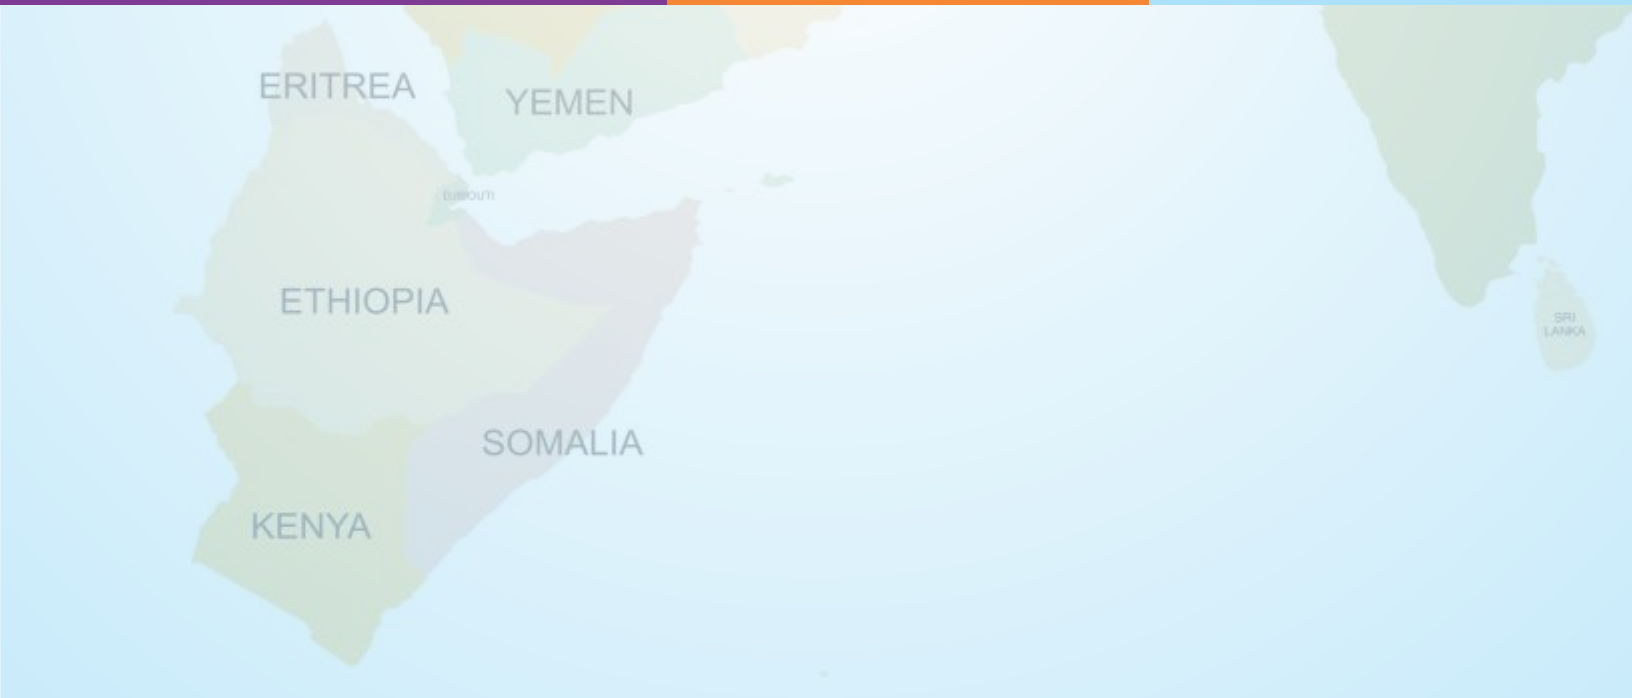 ERITREA
YEMEN
DJIBOUTI
ETHIOPIA
SRI
LANKA
SOMALIA
KENYA